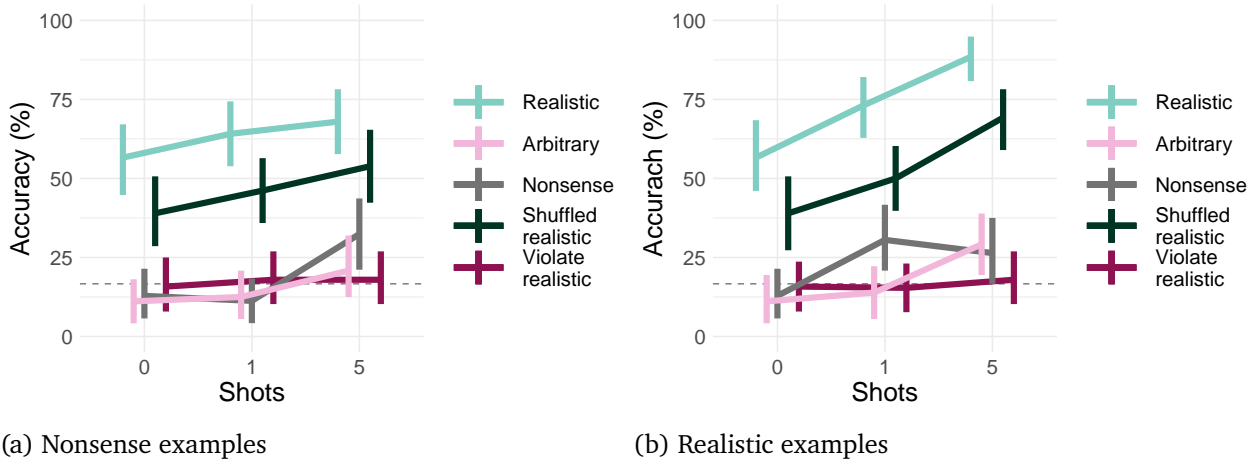 100
75
50
25
0
Accuracy (%)
0 1 5
Shots
Realistic
Arbitrary
Nonsense
Shuffled
realistic
Violate
realistic
(a) Nonsense examples
100
75
50
25
0
Accurach (%)
0 1 5
Shots
Realistic
Arbitrary
Nonsense
Shuffled
realistic
Violate
realistic
(b) Realistic examples